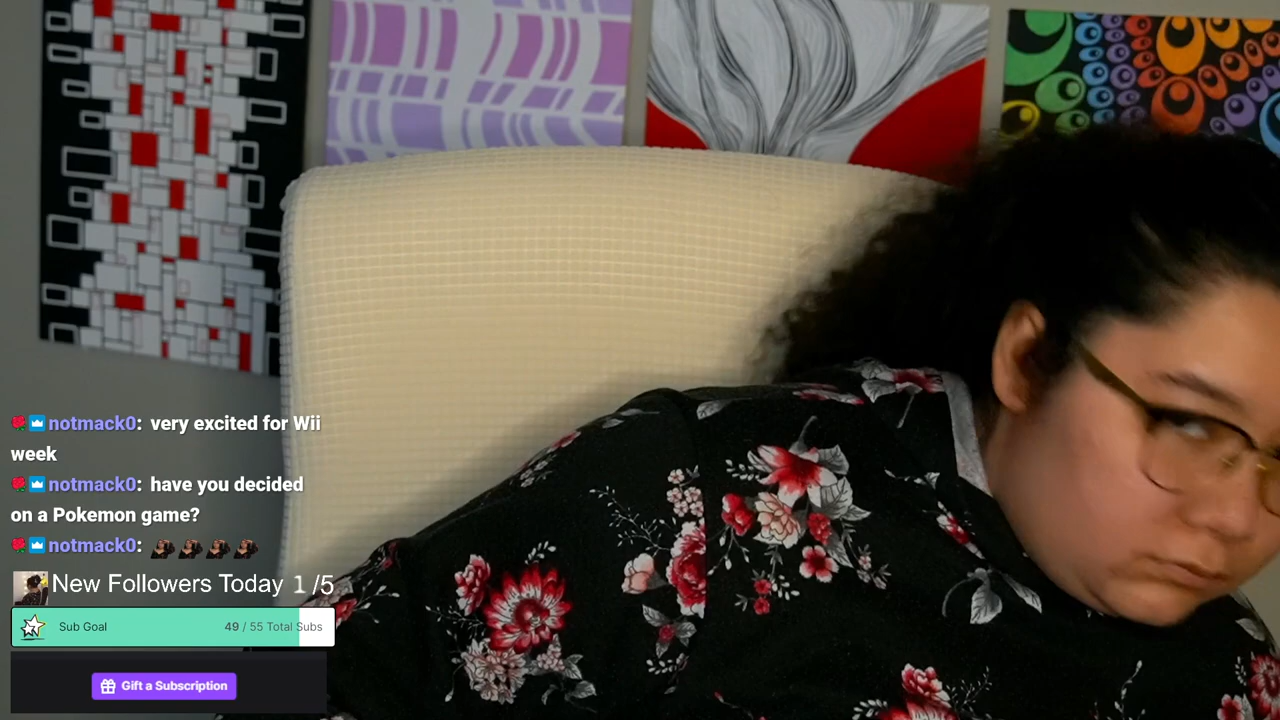 notmack0: very excited for Wii
week
notmack0: have you decided
on a Pokemon game?
notmack0:
New Followers Today 1 /5
Sub Goal 49 / 55 Total Subs
Gift a Subscription